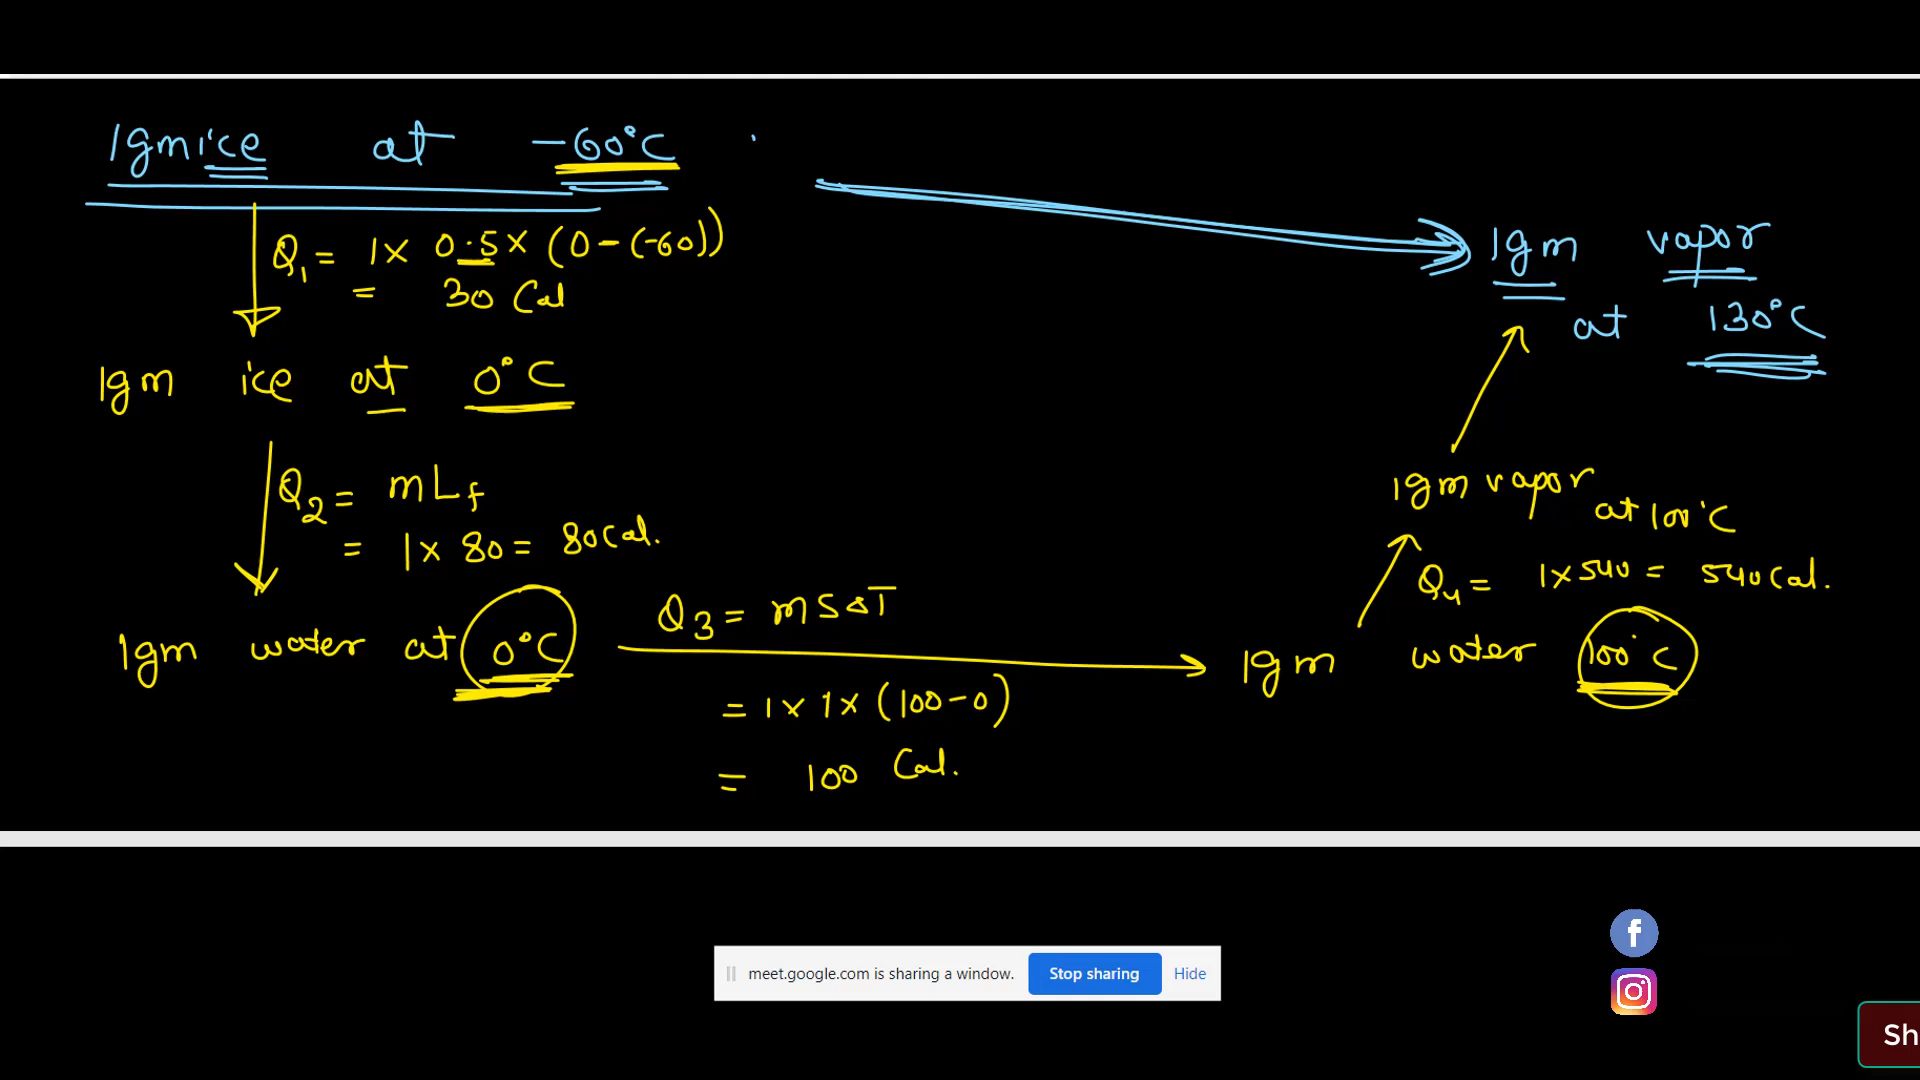 1gm ice at -60°C
1gm vapor
at 130°C
Q1 = 1 x 0.5 x (0-(-60))
= 30 Cal
1gm ice at 0°C
Q2 = mLf
= 1 x 80 = 80 Cal.
1gm vapor at 100°C
Q4 = 1 x 540 = 540 Cal.
1gm water at 0°C
Q3 = m S ΔT
1gm water 100°C
= 1 x 1 x (100-0)
= 100 Cal.
meet.google.com is sharing a window. Stop sharing Hide
f
Sh